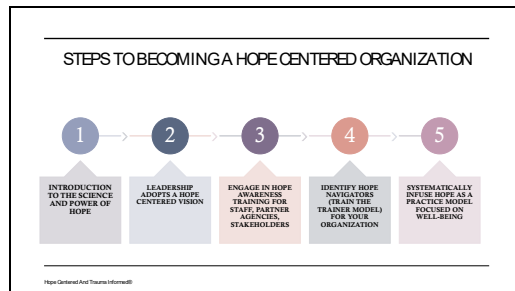 STEPS TO BECOMING A HOPE CENTERED ORGANIZATION
1
2
3
4
5
INTRODUCTION
TO THE SCIENCE
AND POWER OF
HOPE
LEADERSHIP
ADOPTS A HOPE
CENTERED VISION
ENGAGE IN HOPE
AWARENESS
TRAINING FOR
STAFF, PARTNER
AGENCIES,
STAKEHOLDERS
IDENTIFY HOPE
NAVIGATORS
(TRAIN THE
TRAINER MODEL)
FOR YOUR
ORGANIZATION
SYSTEMATICALLY
INFUSE HOPE AS A
PRACTICE MODEL
FOCUSED ON
WELL-BEING
Hope Centered And Trauma Informed®